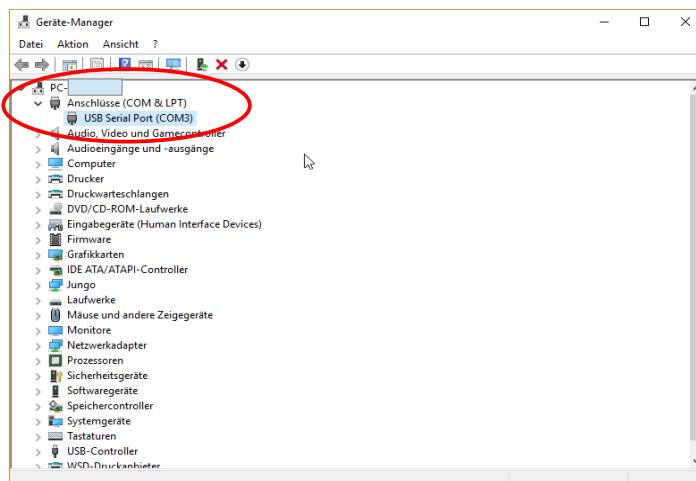 Geräte-Manager
Datei Aktion Ansicht ?
PC-
Anschlüsse (COM & LPT)
USB Serial Port (COM3)
Audio, Video und Gamecontroller
Audioeingänge und -ausgänge
Computer
Drucker
Druckwarteschlangen
DVD/CD-ROM-Laufwerke
Eingabegeräte (Human Interface Devices)
Firmware
Grafikkarten
IDE ATA/ATAPI-Controller
Jungo
Laufwerke
Mäuse und andere Zeigegeräte
Monitore
Netzwerkadapter
Prozessoren
Sicherheitsgeräte
Softwaregeräte
Speichercontroller
Systemgeräte
Tastaturen
USB-Controller
WSD-Druckanbieter